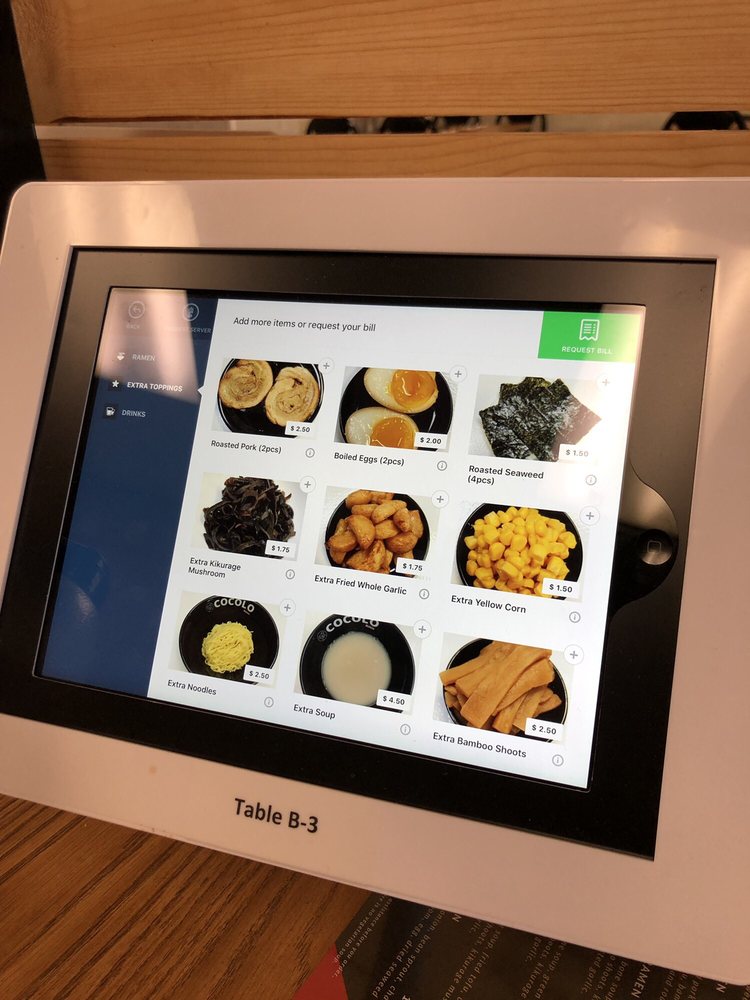 BACK
SERVER
Add more items or request your bill
REQUEST BILL
RAMEN
EXTRA TOPPINGS
DRINKS
$ 2.50
Roasted Pork (2pcs)
$ 2.00
Boiled Eggs (2pcs)
$ 1.50
Roasted Seaweed
(4pcs)
$ 1.75
Extra Kikurage
Mushroom
$ 1.75
Extra Fried Whole Garlic
$ 1.50
Extra Yellow Corn
COCOLO
$ 2.50
Extra Noodles
COCOLO
$ 4.50
Extra Soup
$ 2.50
Extra Bamboo Shoots
Table B-3